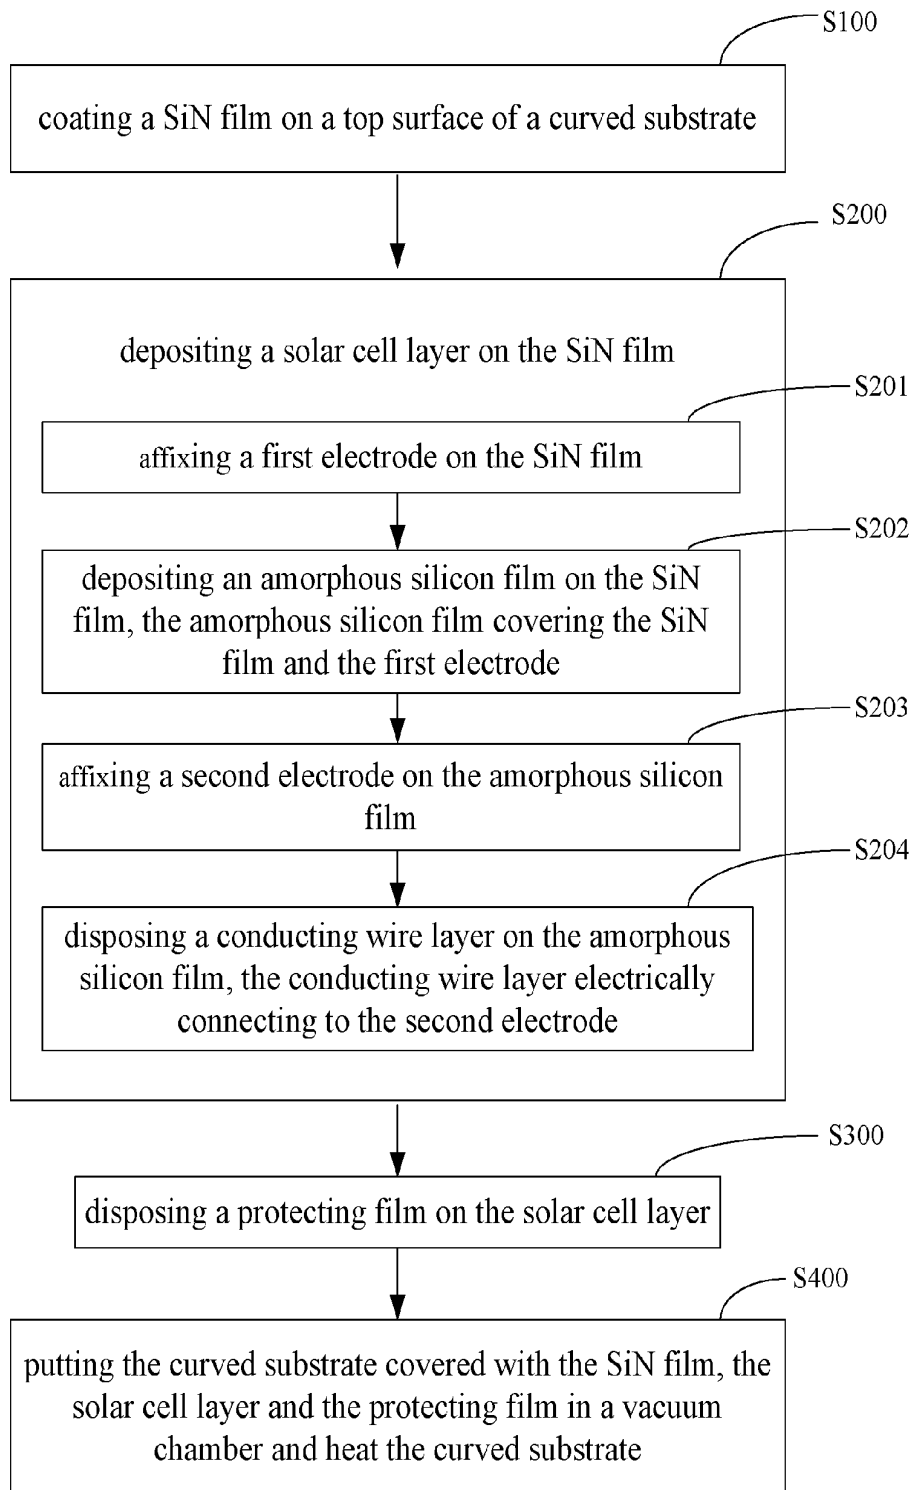 S100
coating a SiN film on a top surface of a curved substrate
S200
depositing a solar cell layer on the SiN film
S201
affixing a first electrode on the SiN film
S202
depositing an amorphous silicon film on the SiN
film, the amorphous silicon film covering the SiN
film and the first electrode
S203
affixing a second electrode on the amorphous silicon
film
S204
disposing a conducting wire layer on the amorphous
silicon film, the conducting wire layer electrically
connecting to the second electrode
S300
disposing a protecting film on the solar cell layer
S400
putting the curved substrate covered with the SiN film, the
solar cell layer and the protecting film in a vacuum
chamber and heat the curved substrate